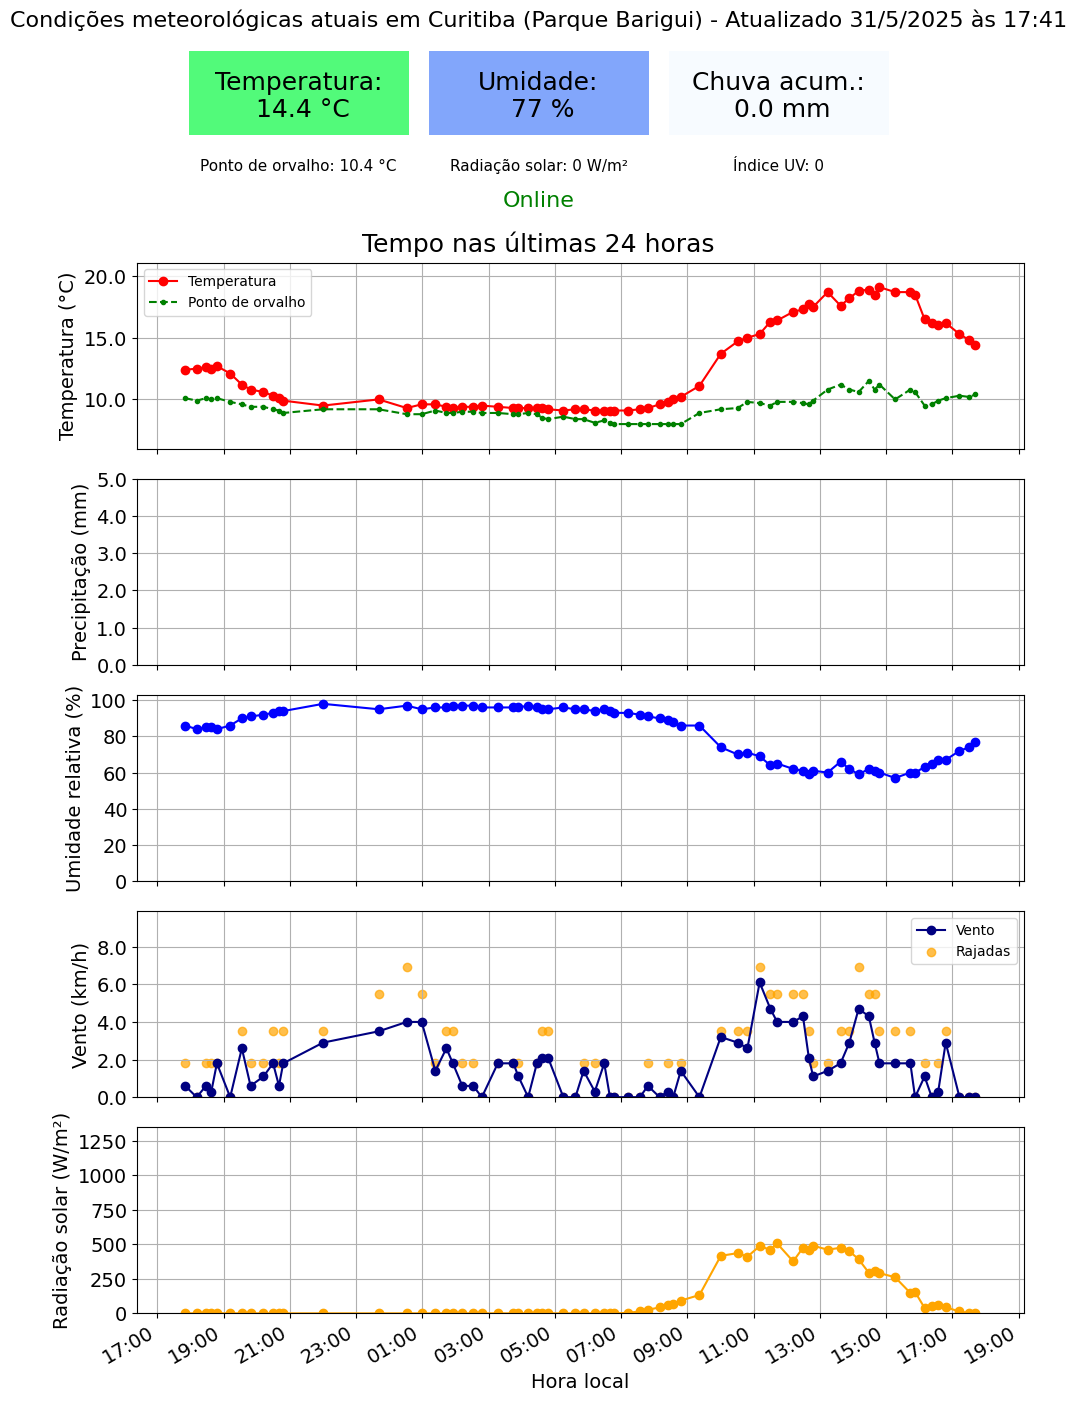 Condições meteorológicas atuais em Curitiba (Parque Barigui) - Atualizado 31/5/2025 às 17:41
Temperatura:
14.4 °C
Umidade:
77 %
Chuva acum.:
0.0 mm
Ponto de orvalho: 10.4 °C
Radiação solar: 0 W/m²
Índice UV: 0
Online
Tempo nas últimas 24 horas
Temperatura (°C)
20.0
15.0
10.0
Temperatura
Ponto de orvalho
Precipitação (mm)
5.0
4.0
3.0
2.0
1.0
0.0
Umidade relativa (%)
100
80
60
40
20
0
Vento (km/h)
8.0
6.0
4.0
2.0
0.0
Vento
Rajadas
Radiação solar (W/m²)
1250
1000
750
500
250
0
17:00
19:00
21:00
23:00
01:00
03:00
05:00
07:00
09:00
11:00
13:00
15:00
17:00
19:00
Hora local